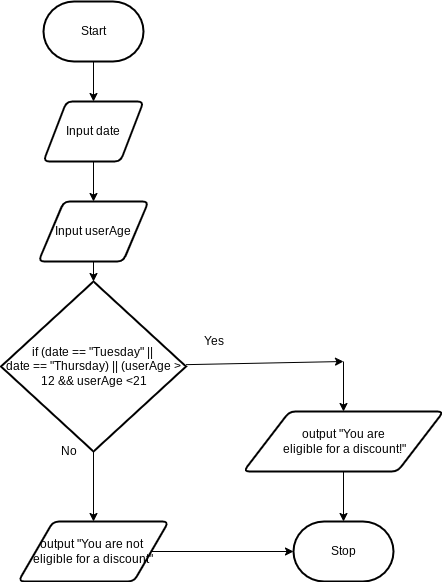 Start
Input date
Input userAge
if (date == "Tuesday" ||
date == "Thursday) || (userAge >
12 && userAge <21
Yes
No
output "You are
eligible for a discount!"
output "You are not
eligible for a discount"
Stop